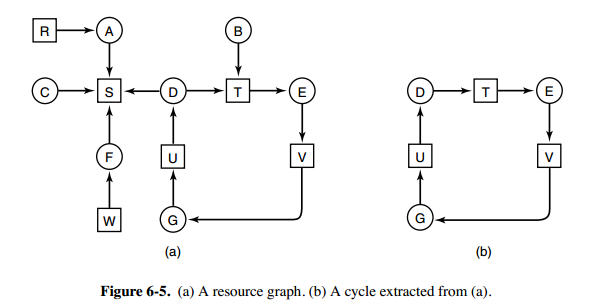 R A B
C S D T E D T E
F U V U V
W G G
(a) (b)
Figure 6-5. (a) A resource graph. (b) A cycle extracted from (a).